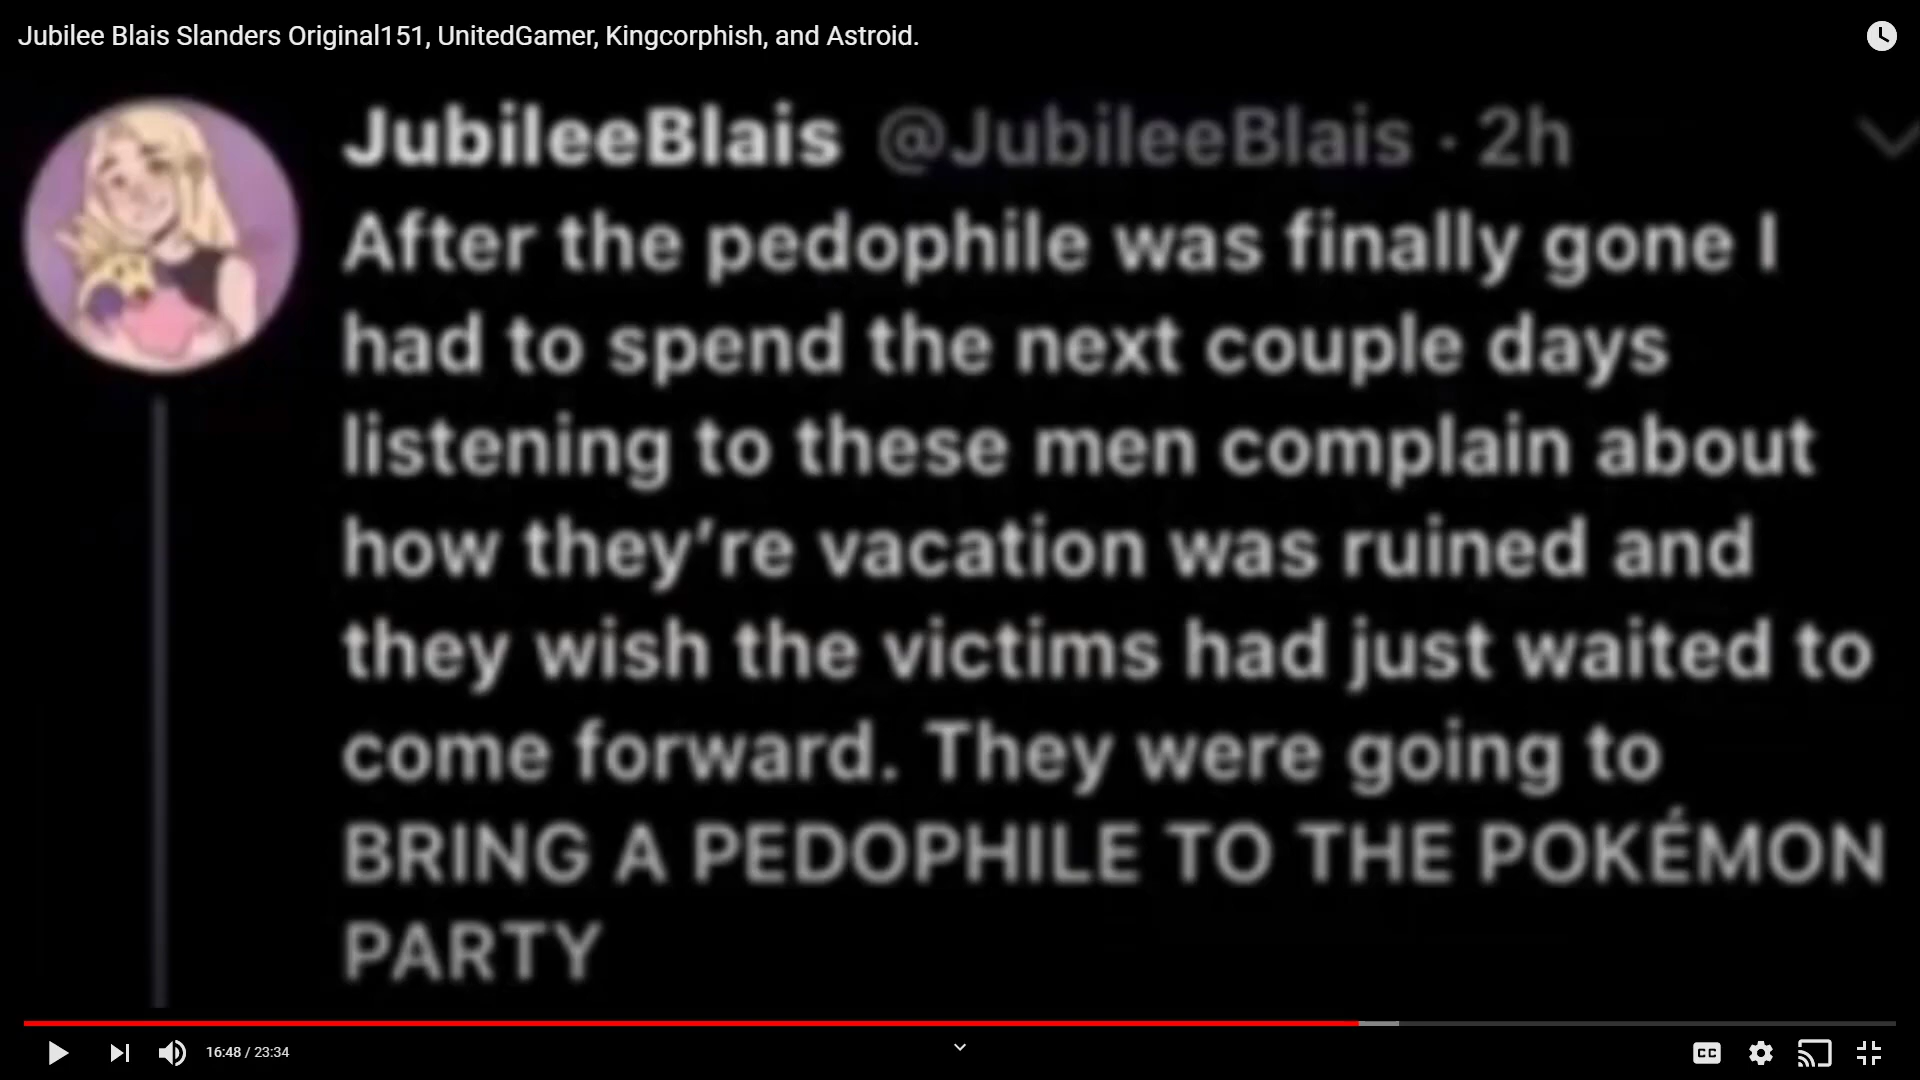 Jubilee Blais Slanders Original151, UnitedGamer, Kingcorphish, and Astroid.
JubileeBlais @JubileeBlais · 2h
After the pedophile was finally gone I
had to spend the next couple days
listening to these men complain about
how they’re vacation was ruined and
they wish the victims had just waited to
come forward. They were going to
BRING A PEDOPHILE TO THE POKÉMON
PARTY
16:48 / 23:34
CC